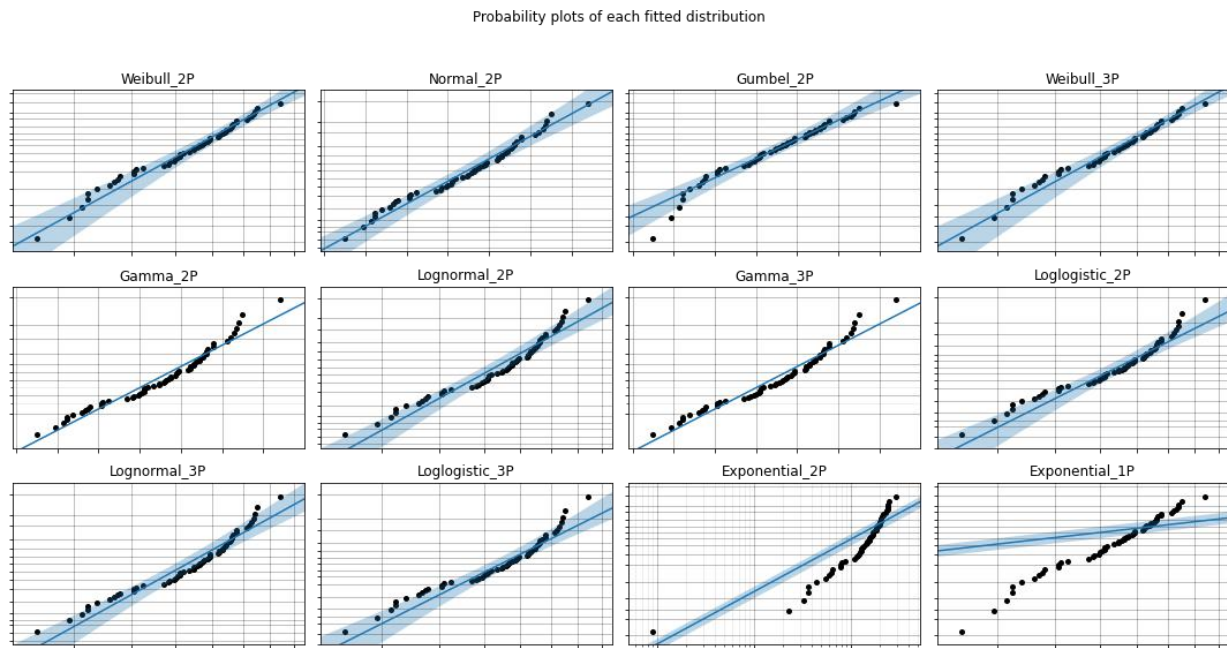 Probability plots of each fitted distribution
Weibull_2P
Normal_2P
Gumbel_2P
Weibull_3P
Gamma_2P
Lognormal_2P
Gamma_3P
Loglogistic_2P
Lognormal_3P
Loglogistic_3P
Exponential_2P
Exponential_1P